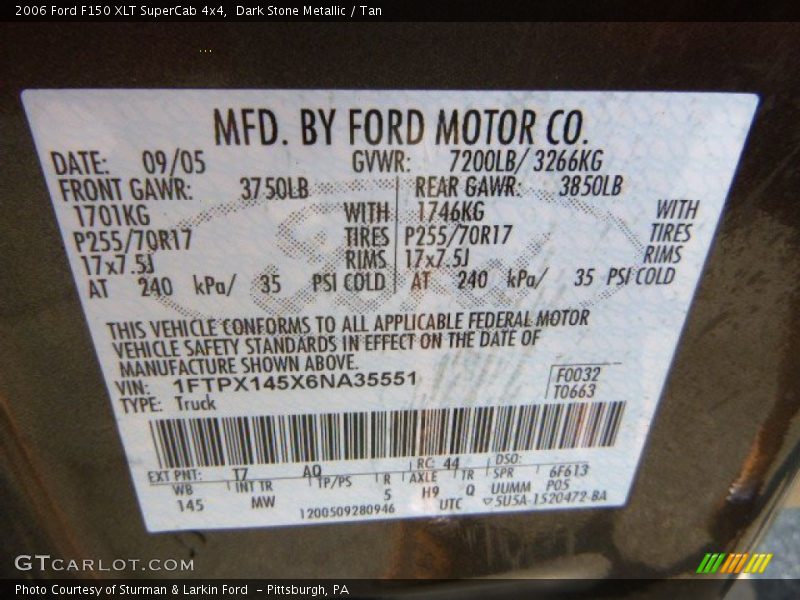 2006 Ford F150 XLT SuperCab 4x4,  Dark Stone Metallic / Tan
MFD. BY FORD MOTOR CO.
DATE: 09/05 GVWR: 7200LB/ 3266KG
FRONT GAWR: 3750LB REAR GAWR: 3850LB
1701KG WITH 1746KG WITH
P255/70R17 TIRES P255/70R17 TIRES
17x7.5J RIMS 17x7.5J RIMS
AT 240 kPa/ 35 PSI COLD AT 240 kPa/ 35 PSI COLD
THIS VEHICLE CONFORMS TO ALL APPLICABLE FEDERAL MOTOR
VEHICLE SAFETY STANDARDS IN EFFECT ON THE DATE OF
MANUFACTURE SHOWN ABOVE.
VIN: 1FTPX145X6NA35551 F0032
TYPE: Truck T0663
EXT PNT: T7 AQ RC: 44 DSO:
WB INT TR TP/PS R AXLE TR SPR 6F613
145 MW 5 H9 Q UUMM P05
1200509280946 UTC ▽5U5A-1520472-BA
GTCARLOT.COM
Photo Courtesy of Sturman & Larkin Ford  - Pittsburgh, PA